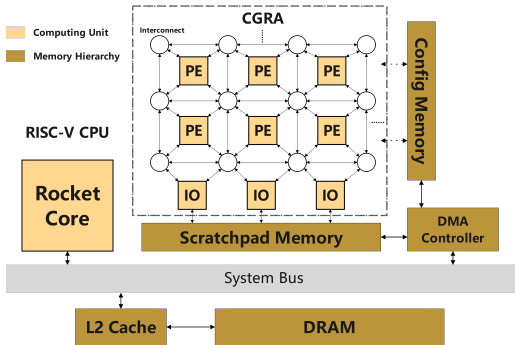 CGRA
Interconnect
Computing Unit
Memory Hierarchy
PE PE PE
Config Memory
PE PE PE
RISC-V CPU
Rocket
Core
IO IO IO
Scratchpad Memory
DMA
Controller
System Bus
L2 Cache
DRAM